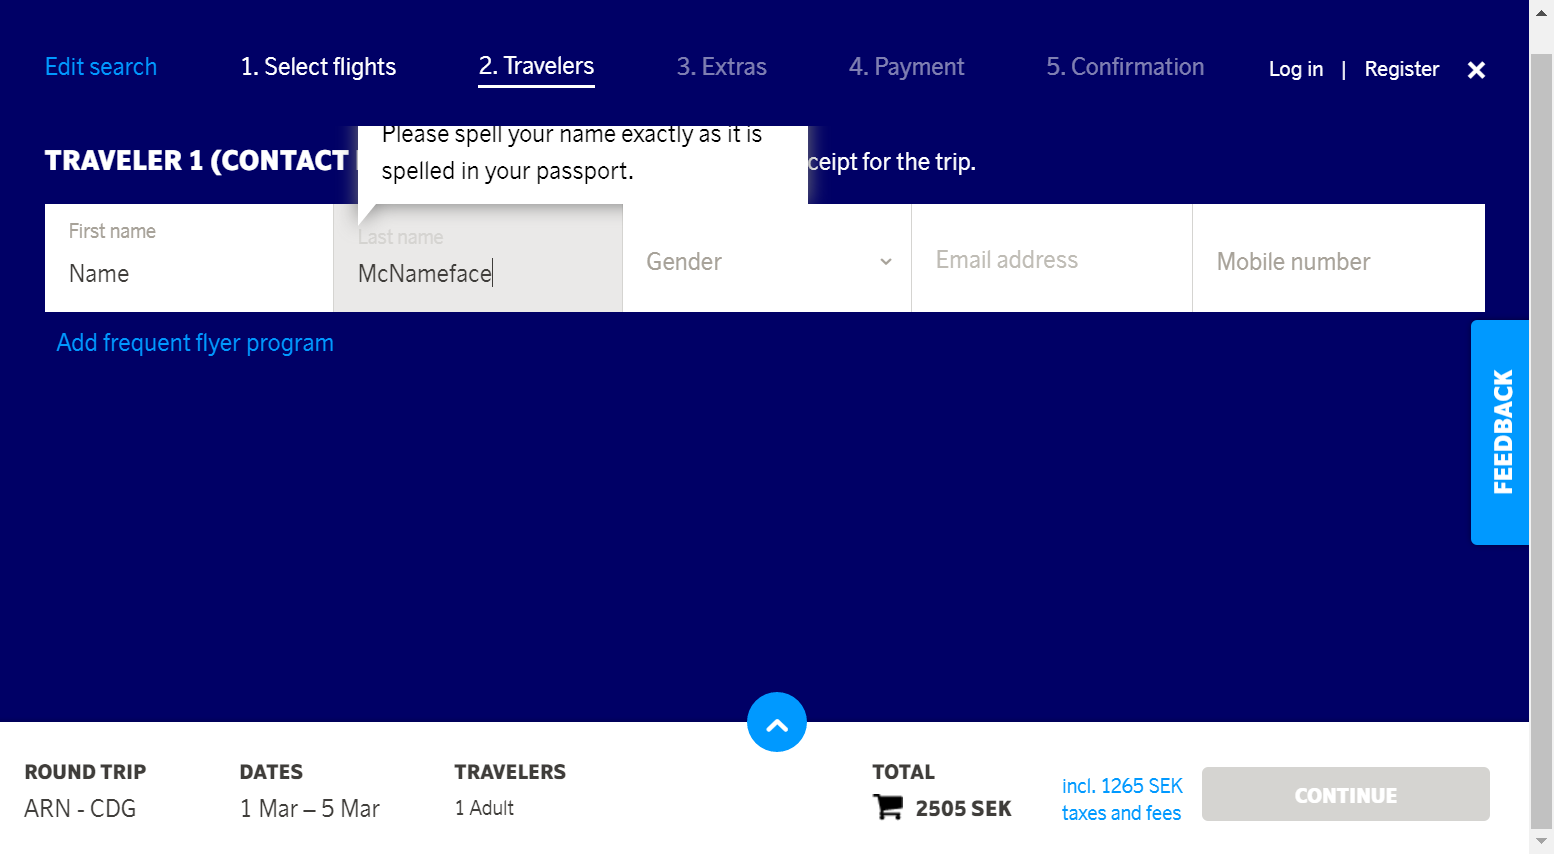 Edit search
1. Select flights
2. Travelers
3. Extras
4. Payment
5. Confirmation
Log in | Register
Please spell your name exactly as it is
spelled in your passport.
TRAVELER 1 (CONTACT
ceipt for the trip.
First name
Name
Last name
McNameface
Gender
Email address
Mobile number
Add frequent flyer program
FEEDBACK
ROUND TRIP
ARN - CDG
DATES
1 Mar – 5 Mar
TRAVELERS
1 Adult
TOTAL
2505 SEK
incl. 1265 SEK
taxes and fees
CONTINUE